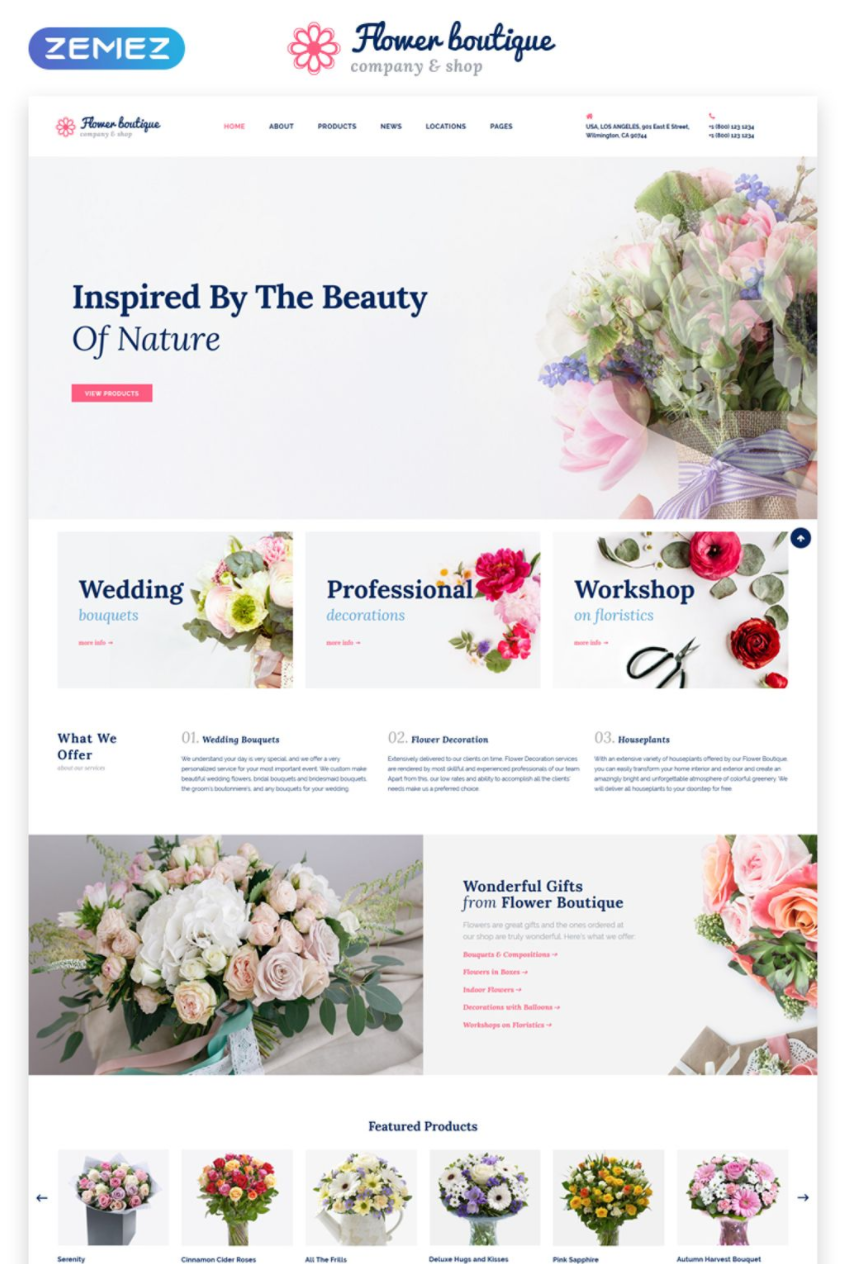 ZEMEZ
Flower boutique
company & shop
Flower boutique
company & shop
HOME
ABOUT
PRODUCTS
NEWS
LOCATIONS
PAGES
USA, LOS ANGELES, 901 East E Street,
Wilmington, CA 90744
+1 (800) 123 1234
+1 (800) 123 1234
Inspired By The Beauty
Of Nature
VIEW PRODUCTS
Wedding
bouquets
more info →
Professional
decorations
more info →
Workshop
on floristics
more info →
What We
Offer
about our services
01. Wedding Bouquets
We understand your day is very special, and we offer a very
personalized service for your most important event. We custom make
beautiful wedding flowers, bridal bouquets and bridesmaid bouquets,
the groom's boutonniere's, and any bouquets for your wedding.
02. Flower Decoration
Extensively delivered to our clients on time, Flower Decoration services
are rendered by most skillful and experienced professionals of our team.
Apart from this, our low rates and ability to accomplish all the clients'
needs make us a preferred choice.
03. Houseplants
With an extensive variety of houseplants offered by our Flower Boutique,
you can easily transform your home interior and exterior and create an
amazingly bright and unforgettable atmosphere of colorful greenery. We
will deliver all houseplants to your doorstep for free.
Wonderful Gifts
from Flower Boutique
Flowers are great gifts and the ones ordered at
our shop are truly wonderful. Here's what we offer:
Bouquets & Compositions →
Flowers in Boxes →
Indoor Flowers →
Decorations with Balloons →
Workshops on Floristics →
Featured Products
Serenity
Cinnamon Cider Roses
All The Frills
Deluxe Hugs and Kisses
Pink Sapphire
Autumn Harvest Bouquet